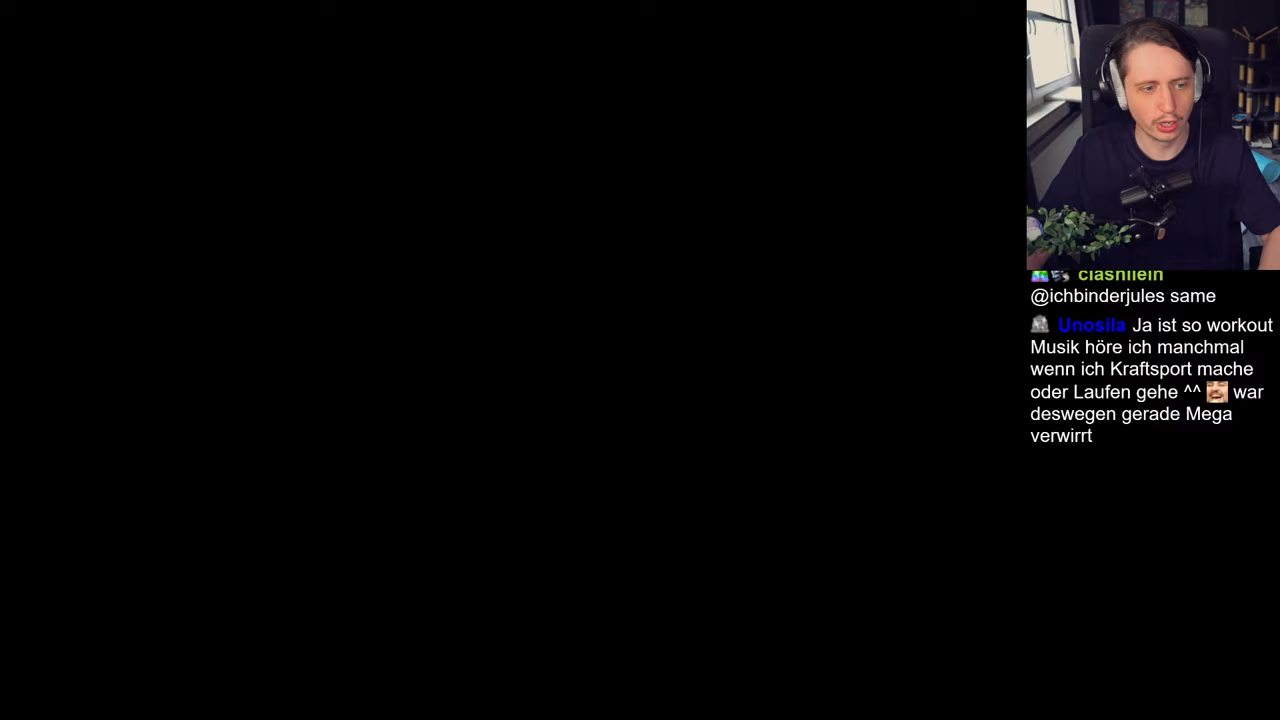 clashilein
@ichbinderjules same
Unosila Ja ist so workout
Musik höre ich manchmal
wenn ich Kraftsport mache
oder Laufen gehe ^^ war
deswegen gerade Mega
verwirrt